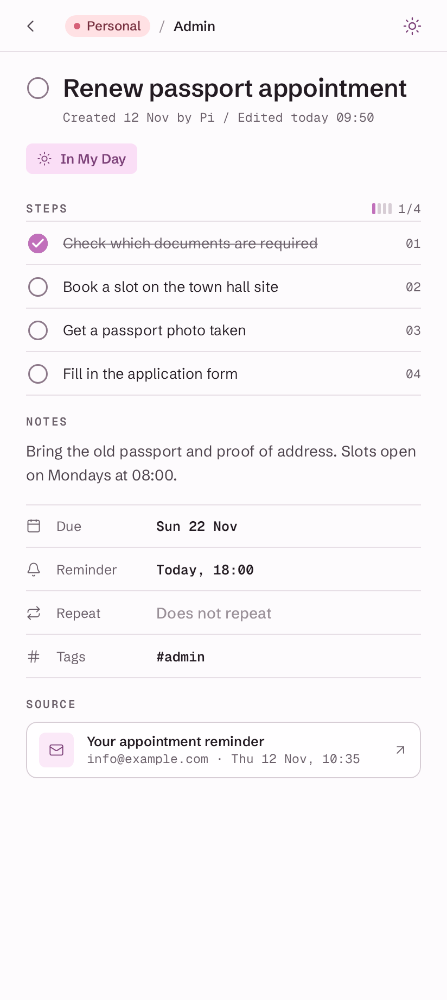 Personal / Admin
Renew passport appointment
Created 12 Nov by Pi / Edited today 09:50
In My Day
STEPS 1/4
Check which documents are required 01
Book a slot on the town hall site 02
Get a passport photo taken 03
Fill in the application form 04
NOTES
Bring the old passport and proof of address. Slots open
on Mondays at 08:00.
Due Sun 22 Nov
Reminder Today, 18:00
Repeat Does not repeat
Tags #admin
SOURCE
Your appointment reminder
info@example.com · Thu 12 Nov, 10:35